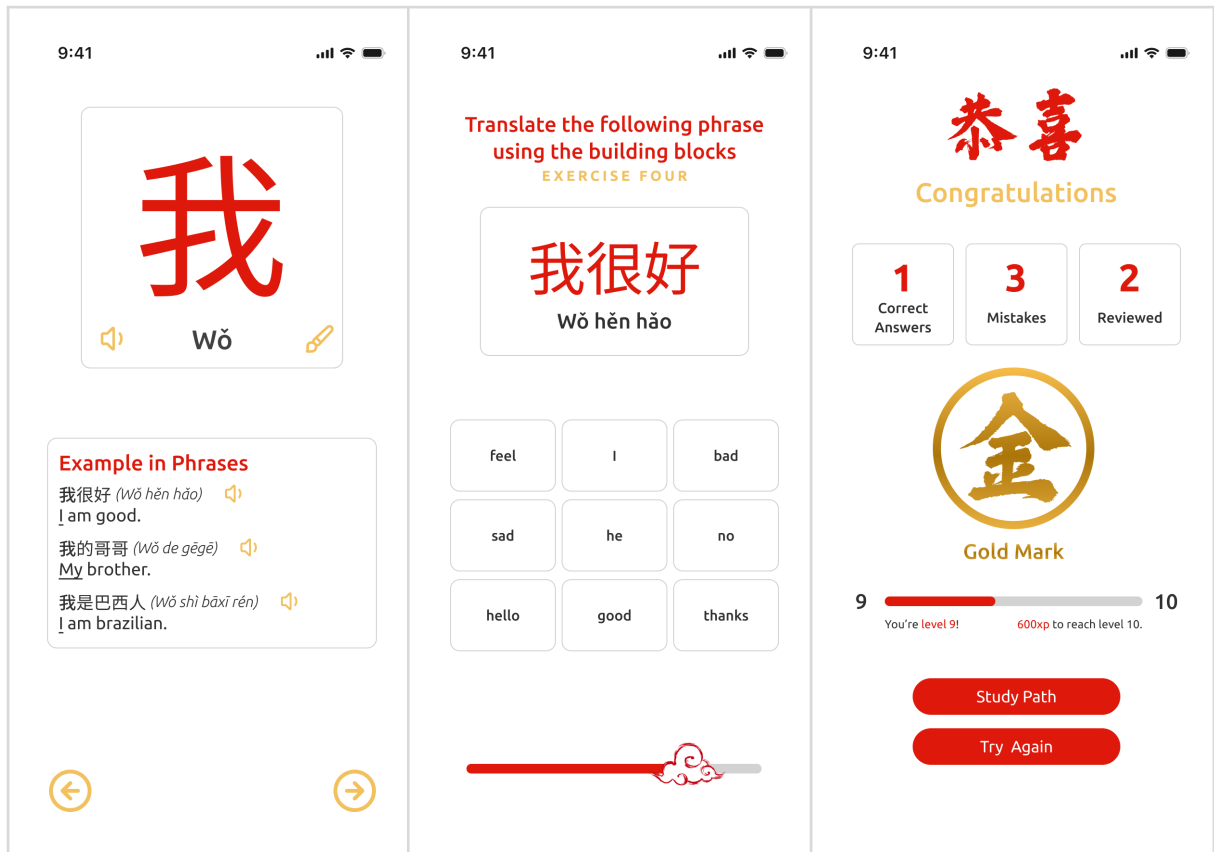 9:41
我
Wǒ
Example in Phrases
我很好 (Wǒ hěn hǎo)
I am good.
我的哥哥 (Wǒ de gēgē)
My brother.
我是巴西人 (Wǒ shì bāxī rén)
I am brazilian.
9:41
Translate the following phrase
using the building blocks
EXERCISE FOUR
我很好
Wǒ hěn hǎo
feel I bad
sad he no
hello good thanks
9:41
恭喜
Congratulations
1 3 2
Correct
Answers
Mistakes
Reviewed
金
Gold Mark
9 10
You're level 9! 600xp to reach level 10.
Study Path
Try Again